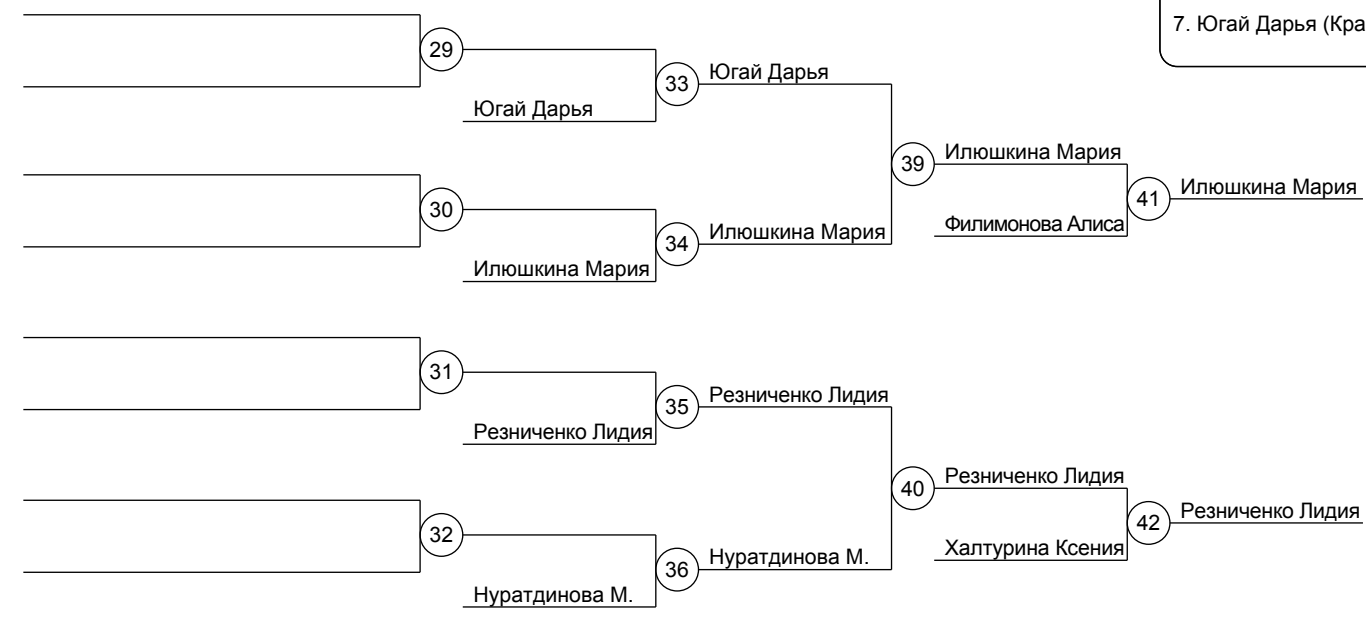 7. Югай Дарья (Кра
29
33
Югай Дарья
Югай Дарья
39
Илюшкина Мария
41
Илюшкина Мария
30
34
Илюшкина Мария
Филимонова Алиса
Илюшкина Мария
31
35
Резниченко Лидия
Резниченко Лидия
40
Резниченко Лидия
42
Резниченко Лидия
32
36
Нуратдинова М.
Халтурина Ксения
Нуратдинова М.